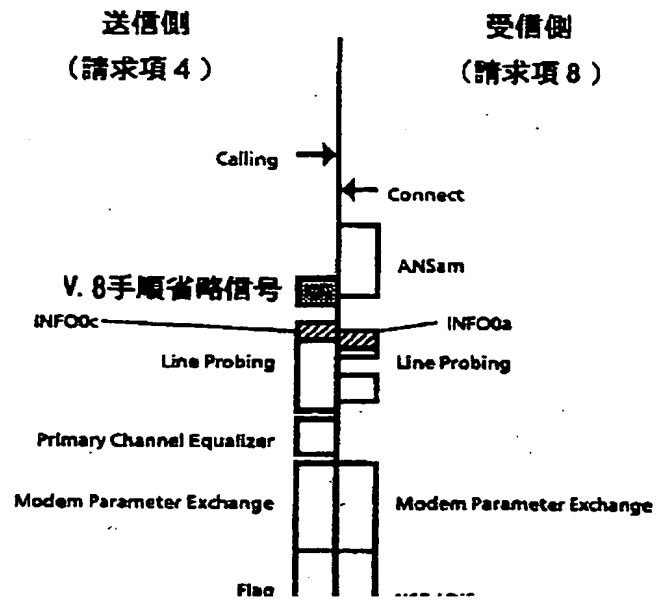 送信側
（請求項４）
受信側
（請求項８）
Calling
Connect
ANSam
V. 8手順省略信号
INFO0c
INFO0a
Line Probing
Line Probing
Primary Channel Equalizer
Modem Parameter Exchange
Modem Parameter Exchange
Flag